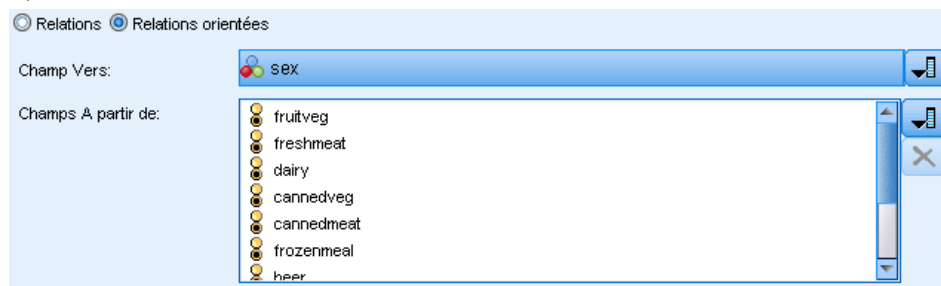 Relations Relations orientées
Champ Vers: sex
Champs A partir de: fruitveg
freshmeat
dairy
cannedveg
cannedmeat
frozenmeal
beer